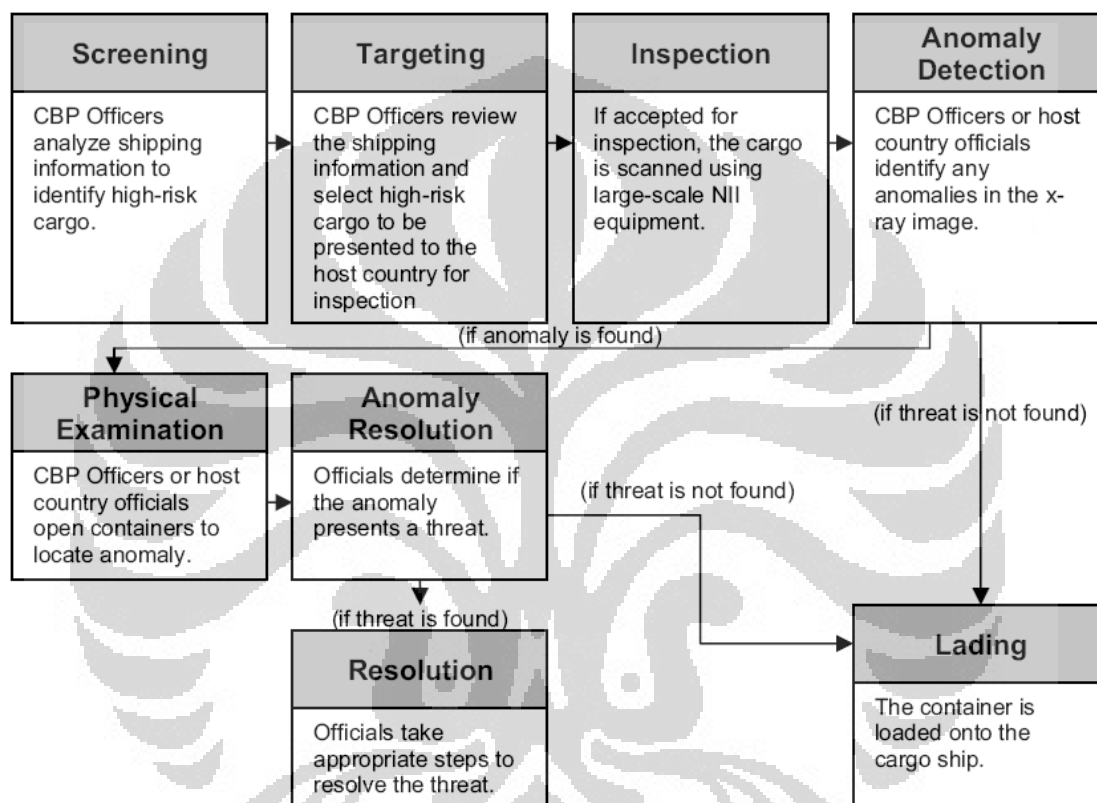 Screening
CBP Officers
analyze shipping
information to
identify high-risk
cargo.
Targeting
CBP Officers review
the shipping
information and
select high-risk
cargo to be
presented to the
host country for
inspection
Inspection
If accepted for
inspection, the cargo
is scanned using
large-scale NII
equipment.
Anomaly
Detection
CBP Officers or host
country officials
identify any
anomalies in the x-
ray image.
(if anomaly is found)
(if threat is not found)
Physical
Examination
CBP Officers or host
country officials
open containers to
locate anomaly.
Anomaly
Resolution
Officials determine if
the anomaly
presents a threat.
(if threat is not found)
(if threat is found)
Resolution
Officials take
appropriate steps to
resolve the threat.
Lading
The container is
loaded onto the
cargo ship.